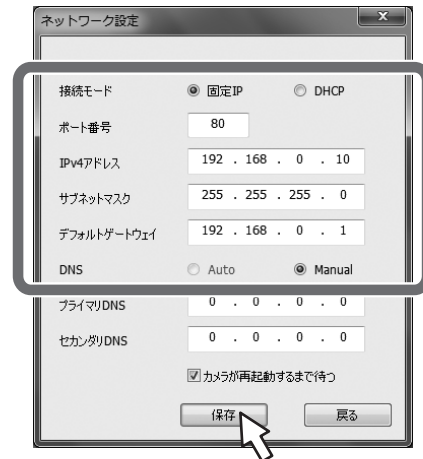 ネットワーク設定
接続モード 固定IP DHCP
ポート番号 80
IPv4アドレス 192 . 168 . 0 . 10
サブネットマスク 255 . 255 . 255 . 0
デフォルトゲートウェイ 192 . 168 . 0 . 1
DNS Auto Manual
プライマリDNS 0 . 0 . 0 . 0
セカンダリDNS 0 . 0 . 0 . 0
カメラが再起動するまで待つ
保存 戻る